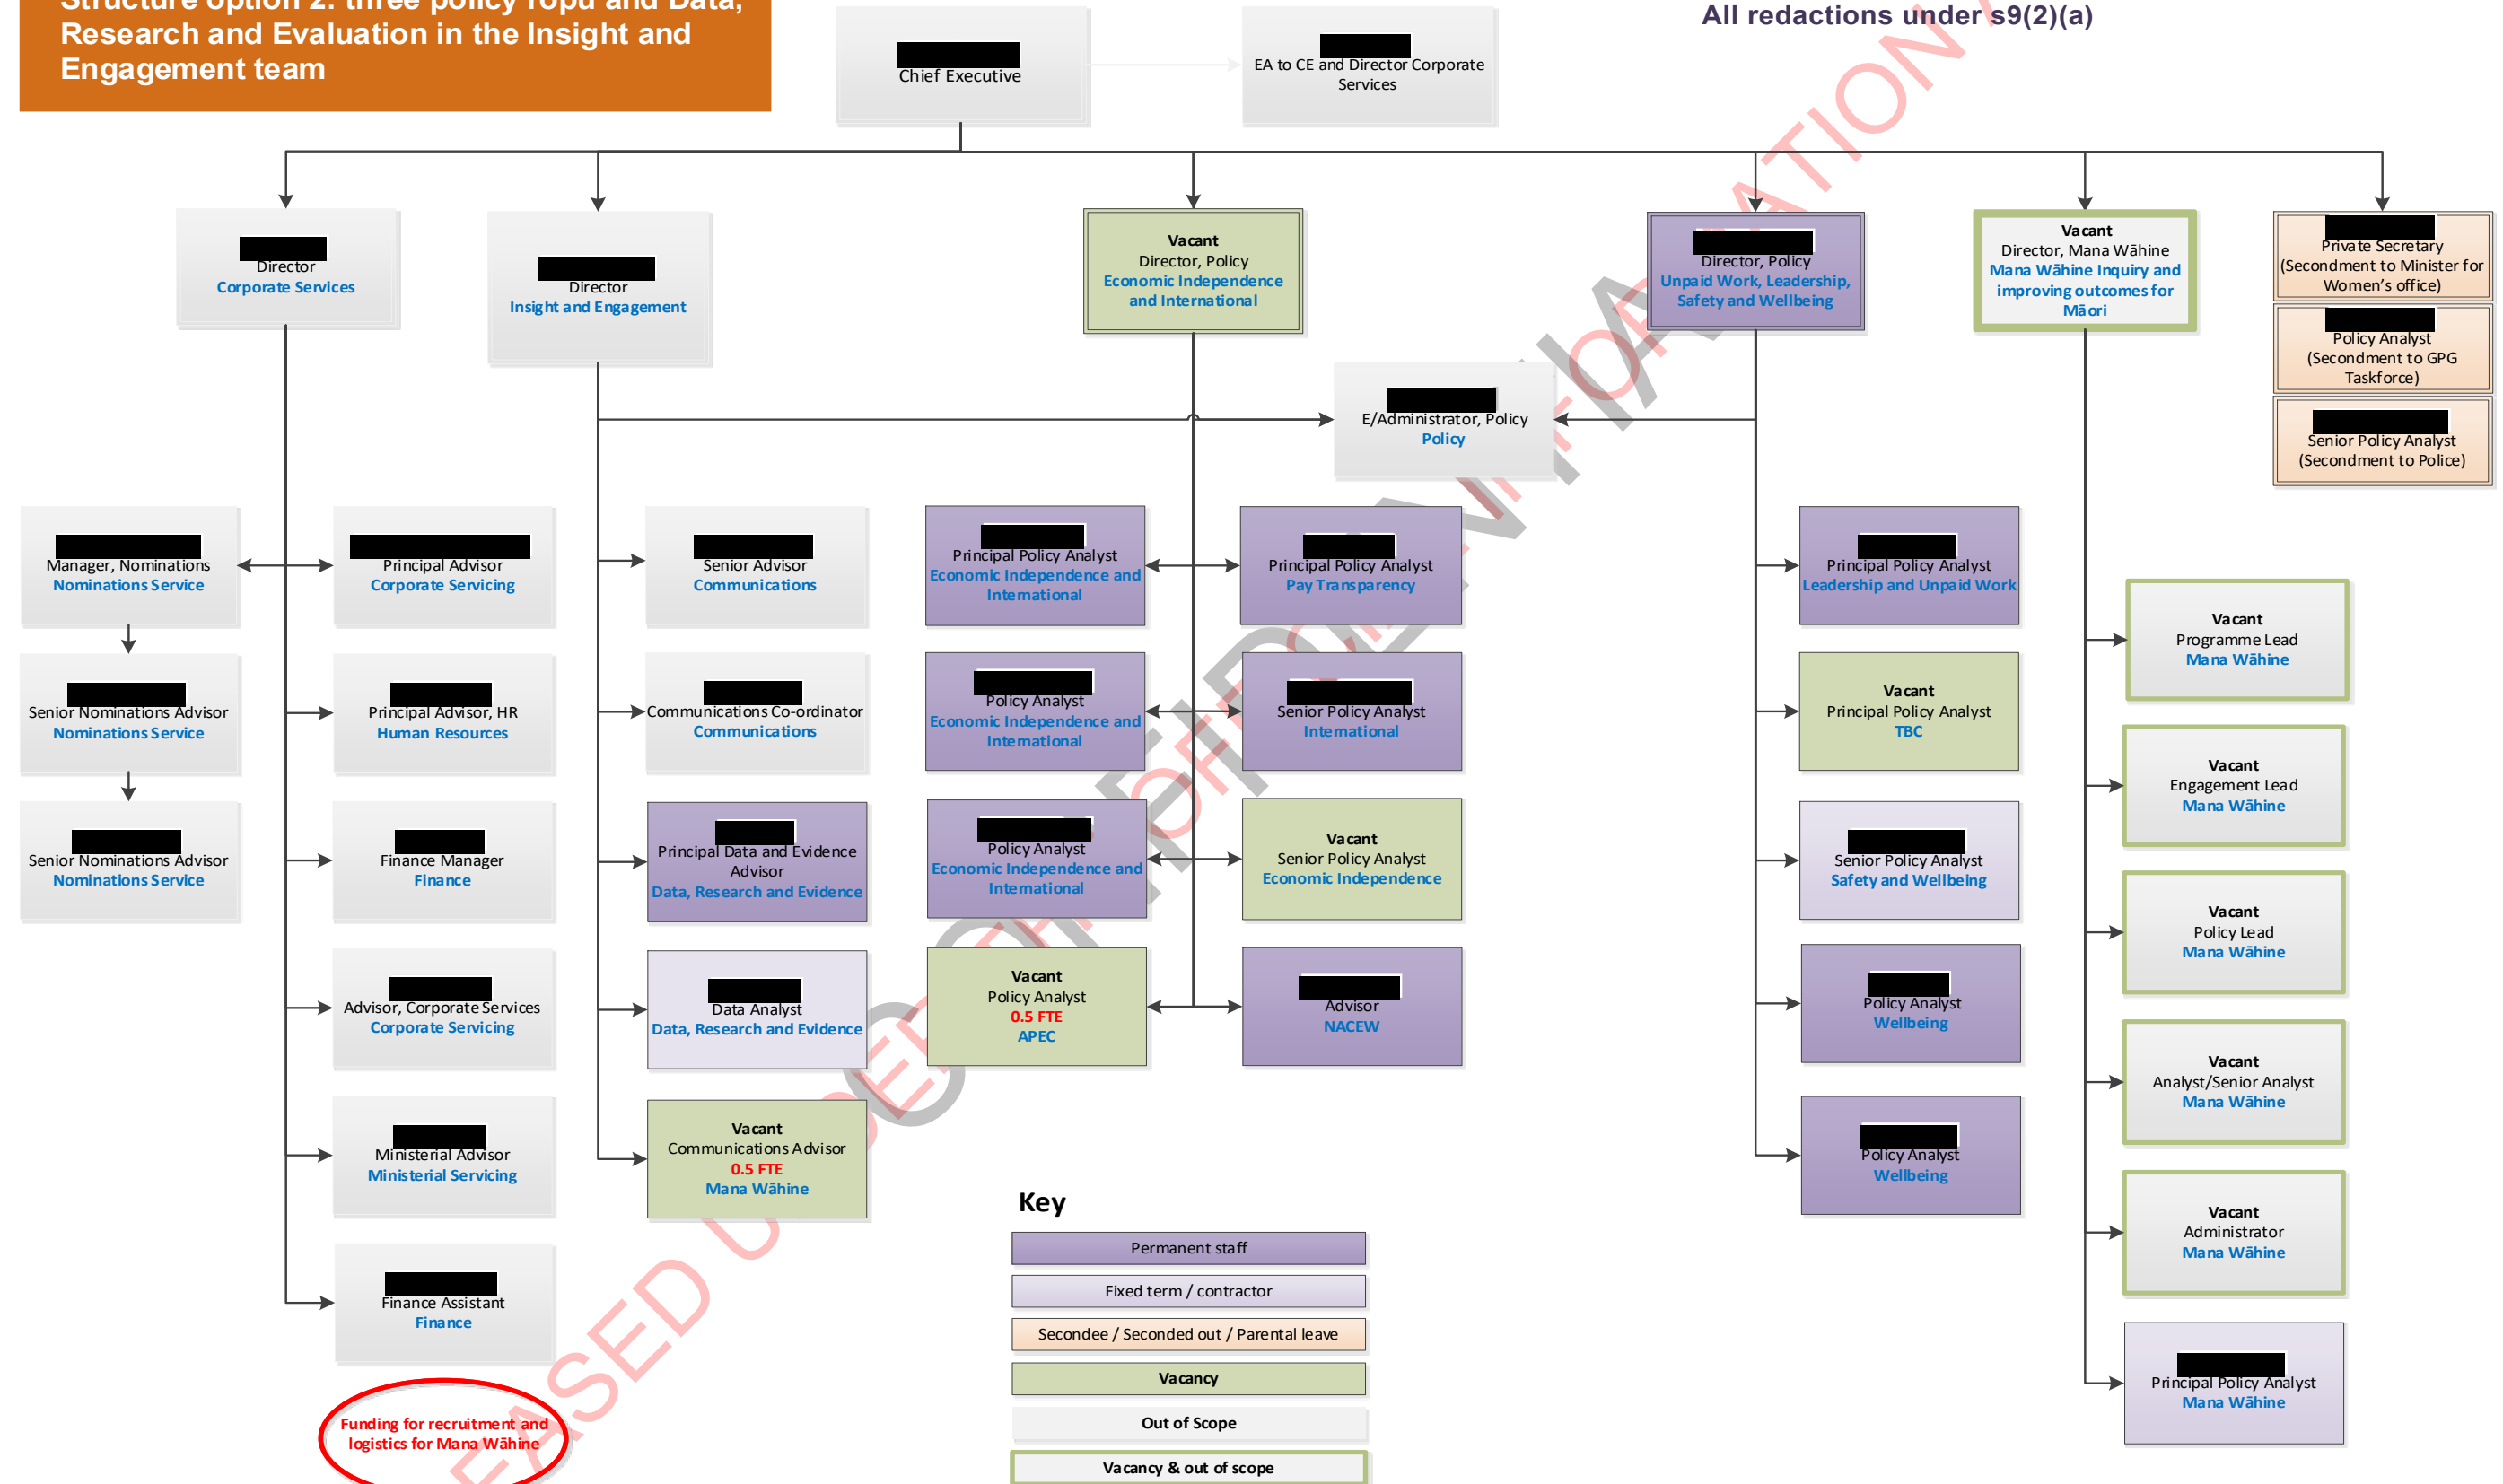 Structure option 2: three policy rōpū and Data,
Research and Evaluation in the Insight and
Engagement team
All redactions under s9(2)(a)
Chief Executive
EA to CE and Director Corporate
Services
Director
Corporate Services
Director
Insight and Engagement
Vacant
Director, Policy
Economic Independence
and International
Director, Policy
Unpaid Work, Leadership,
Safety and Wellbeing
Vacant
Director, Mana Wāhine
Mana Wāhine Inquiry and
improving outcomes for
Māori
Private Secretary
(Secondment to Minister for
Women's office)
Policy Analyst
(Secondment to GPG
Taskforce)
Senior Policy Analyst
(Secondment to Police)
E/Administrator, Policy
Policy
Manager, Nominations
Nominations Service
Senior Nominations Advisor
Nominations Service
Senior Nominations Advisor
Nominations Service
Principal Advisor
Corporate Servicing
Principal Advisor, HR
Human Resources
Finance Manager
Finance
Advisor, Corporate Services
Corporate Servicing
Ministerial Advisor
Ministerial Servicing
Finance Assistant
Finance
Funding for recruitment and
logistics for Mana Wāhine
Senior Advisor
Communications
Communications Co-ordinator
Communications
Principal Data and Evidence
Advisor
Data, Research and Evidence
Data Analyst
Data, Research and Evidence
Vacant
Communications Advisor
0.5 FTE
Mana Wāhine
Principal Policy Analyst
Economic Independence and
International
Policy Analyst
Economic Independence and
International
Policy Analyst
Economic Independence and
International
Vacant
Policy Analyst
0.5 FTE
APEC
Principal Policy Analyst
Pay Transparency
Senior Policy Analyst
International
Vacant
Senior Policy Analyst
Economic Independence
Advisor
NACEW
Principal Policy Analyst
Leadership and Unpaid Work
Vacant
Principal Policy Analyst
TBC
Senior Policy Analyst
Safety and Wellbeing
Policy Analyst
Wellbeing
Policy Analyst
Wellbeing
Vacant
Programme Lead
Mana Wāhine
Vacant
Engagement Lead
Mana Wāhine
Vacant
Policy Lead
Mana Wāhine
Vacant
Analyst/Senior Analyst
Mana Wāhine
Vacant
Administrator
Mana Wāhine
Principal Policy Analyst
Mana Wāhine
Key
Permanent staff
Fixed term / contractor
Secondee / Seconded out / Parental leave
Vacancy
Out of Scope
Vacancy & out of scope